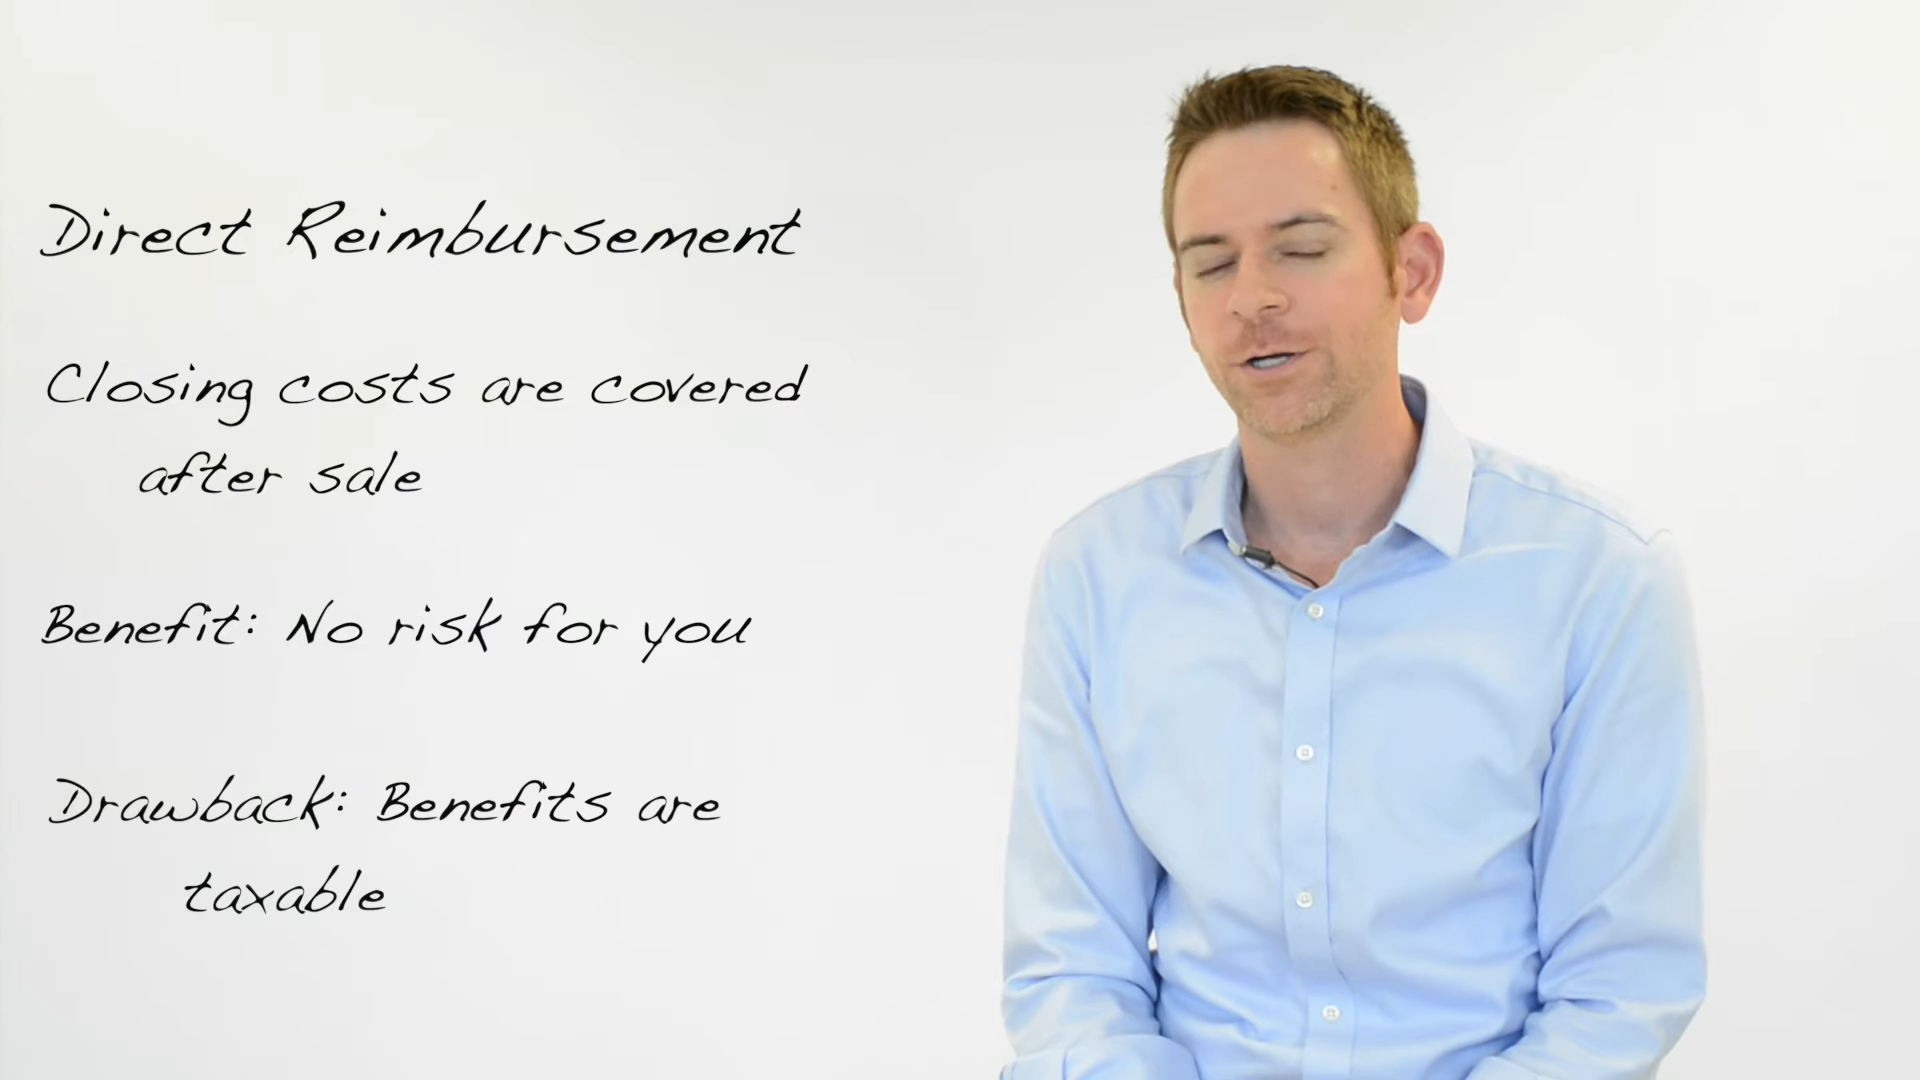 Direct Reimbursement
Closing costs are covered
after sale
Benefit: No risk for you
Drawback: Benefits are
taxable